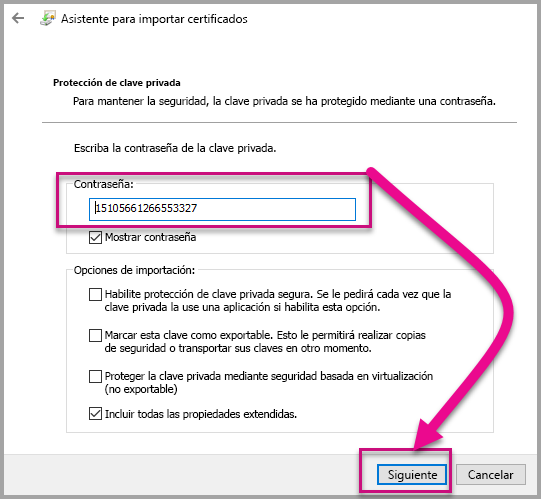 Asistente para importar certificados
Protección de clave privada
Para mantener la seguridad, la clave privada se ha protegido mediante una contraseña.
Escriba la contraseña de la clave privada.
Contraseña:
15105661266553327
Mostrar contraseña
Opciones de importación:
Habilite protección de clave privada segura. Se le pedirá cada vez que la
clave privada la use una aplicación si habilita esta opción.
Marcar esta clave como exportable. Esto le permitirá realizar copias
de seguridad o transportar sus claves en otro momento.
Proteger la clave privada mediante seguridad basada en virtualización
(no exportable)
Incluir todas las propiedades extendidas.
Siguiente
Cancelar